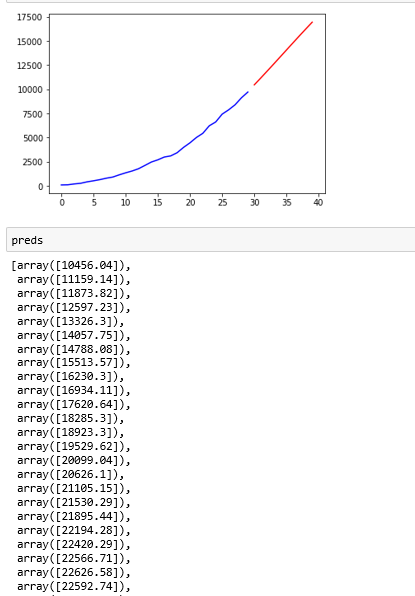 17500
15000
12500
10000
7500
5000
2500
0
0 5 10 15 20 25 30 35 40
preds
[array([10456.04]),
array([11159.14]),
array([11873.82]),
array([12597.23]),
array([13326.3]),
array([14057.75]),
array([14788.08]),
array([15513.57]),
array([16230.3]),
array([16934.11]),
array([17620.64]),
array([18285.3]),
array([18923.3]),
array([19529.62]),
array([20099.04]),
array([20626.1]),
array([21105.15]),
array([21530.29]),
array([21895.44]),
array([22194.28]),
array([22420.29]),
array([22566.71]),
array([22626.58]),
array([22592.74]),